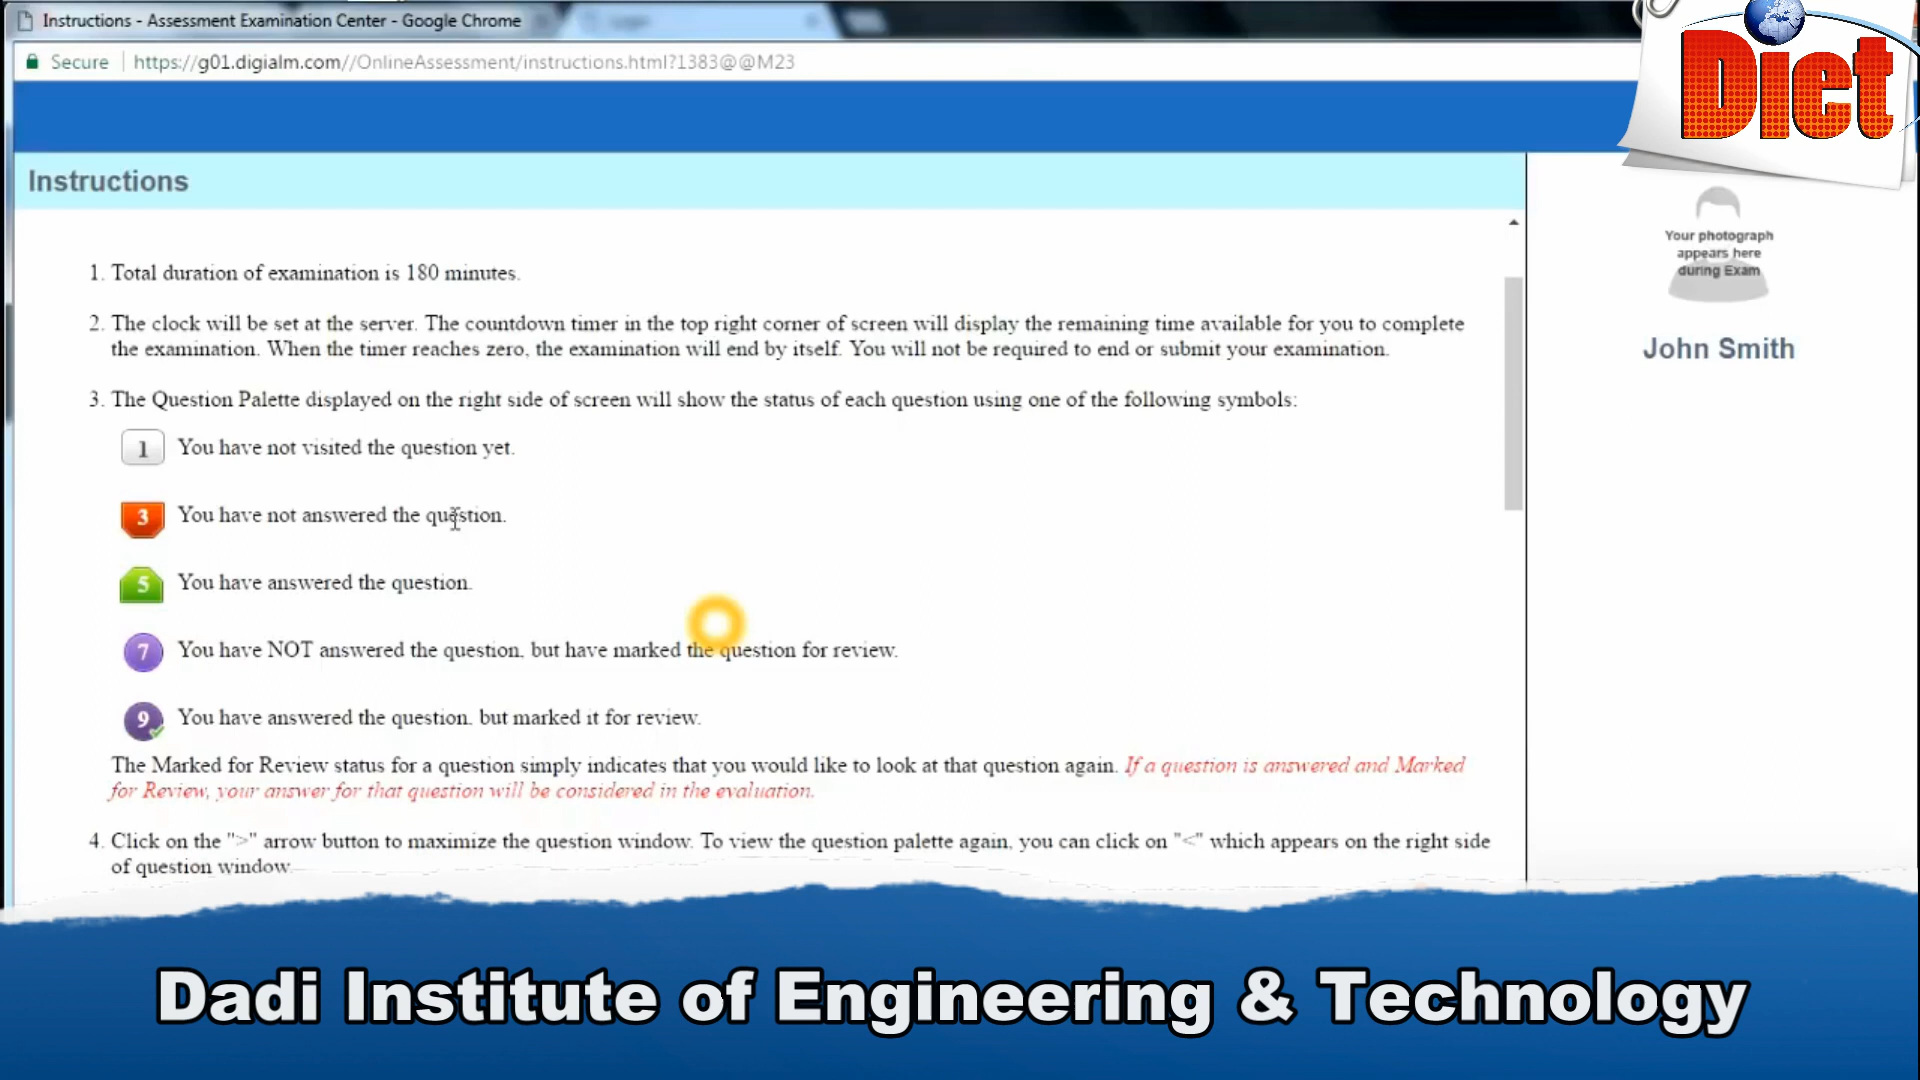 Instructions - Assessment Examination Center - Google Chrome
Secure | https://g01.digialm.com//OnlineAssessment/instructions.html?1383@@M23
Diet
Instructions
1. Total duration of examination is 180 minutes.
2. The clock will be set at the server. The countdown timer in the top right corner of screen will display the remaining time available for you to complete
the examination. When the timer reaches zero, the examination will end by itself. You will not be required to end or submit your examination.
3. The Question Palette displayed on the right side of screen will show the status of each question using one of the following symbols:
1 You have not visited the question yet.
3 You have not answered the question.
5 You have answered the question.
7 You have NOT answered the question, but have marked the question for review.
9 You have answered the question, but marked it for review.
The Marked for Review status for a question simply indicates that you would like to look at that question again. If a question is answered and Marked
for Review, your answer for that question will be considered in the evaluation.
4. Click on the ">" arrow button to maximize the question window. To view the question palette again, you can click on "<" which appears on the right side
of question window.
Your photograph
appears here
during Exam
John Smith
Dadi Institute of Engineering & Technology